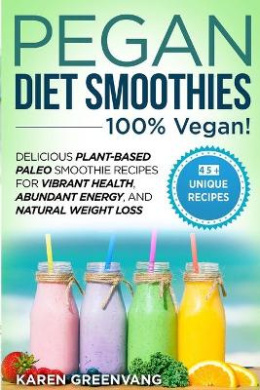 PEGAN
DIET SMOOTHIES
100% Vegan!
DELICIOUS PLANT-BASED
PALEO SMOOTHIE RECIPES
FOR VIBRANT HEALTH,
ABUNDANT ENERGY, AND
NATURAL WEIGHT LOSS
45+
UNIQUE
RECIPES
KAREN GREENVANG